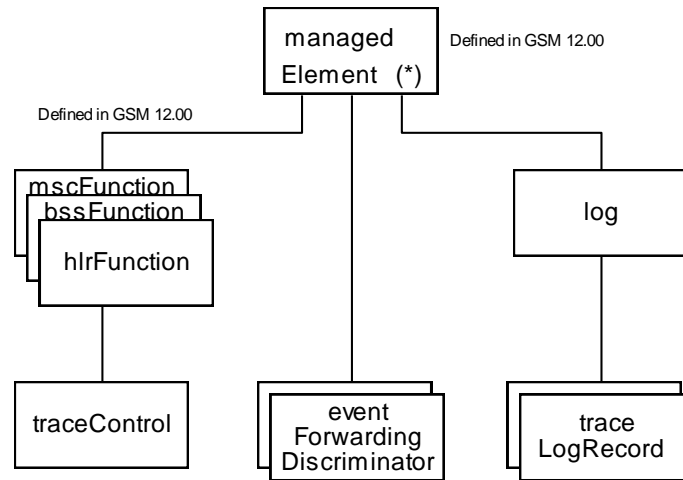 managed
Element (*)
Defined in GSM 12.00
Defined in GSM 12.00
mscFunction
bssFunction
hlrFunction
log
traceControl
event
Forwarding
Discriminator
trace
LogRecord